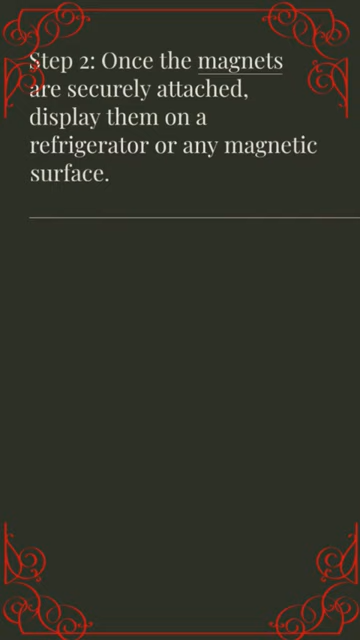 Step 2: Once the magnets
are securely attached,
display them on a
refrigerator or any magnetic
surface.